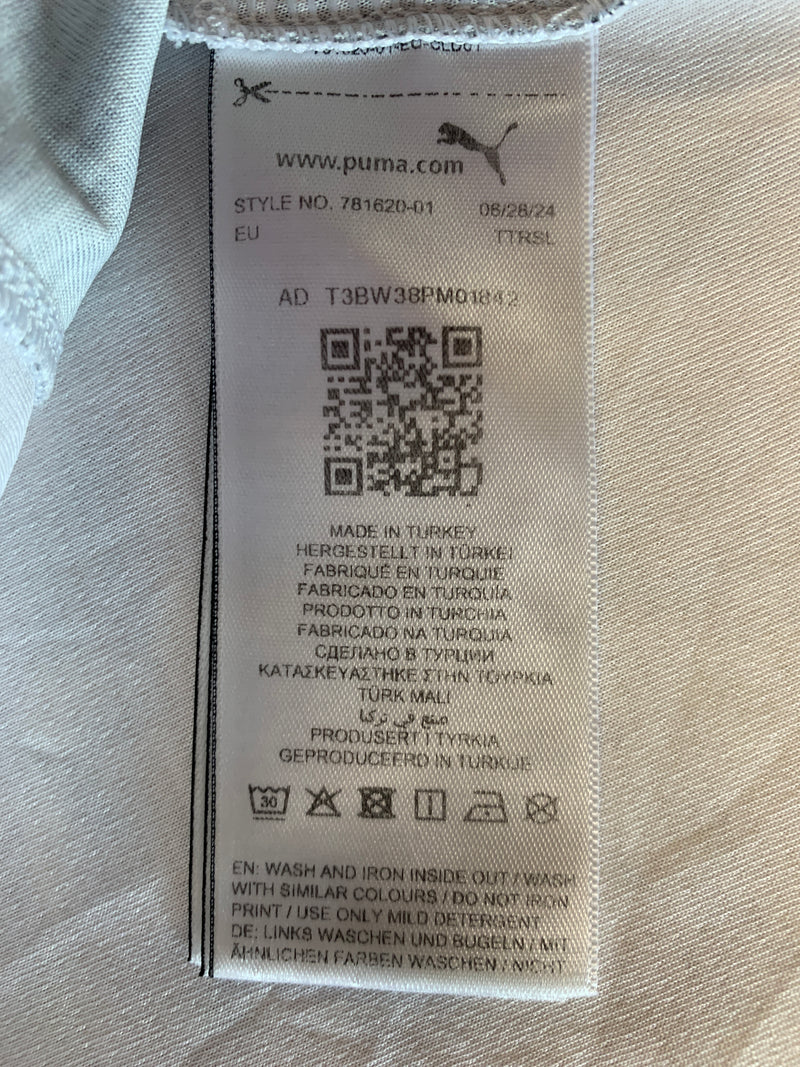 www.puma.com
STYLE NO. 781620-01 06/28/24
EU TTRSL
AD T3BW38PM01842
MADE IN TURKEY
HERGESTELLT IN TÜRKEI
FABRIQUÉ EN TURQUIE
FABRICADO EN TURQUÍA
PRODOTTO IN TURCHIA
FABRICADO NA TURQUIA
СДЕЛАНО В ТУРЦИИ
ΚΑΤΑΣΚΕΥΑΣΤΗΚΕ ΣΤΗΝ ΤΟΥΡΚΙΑ
TÜRK MALI
صنع في تركيا
PRODUSERT I TYRKIA
GEPRODUCEERD IN TURKIJE
30
EN: WASH AND IRON INSIDE OUT / WASH
WITH SIMILAR COLOURS / DO NOT IRON
PRINT / USE ONLY MILD DETERGENT
DE: LINKS WASCHEN UND BÜGELN / MIT
ÄHNLICHEN FARBEN WASCHEN / NICHT